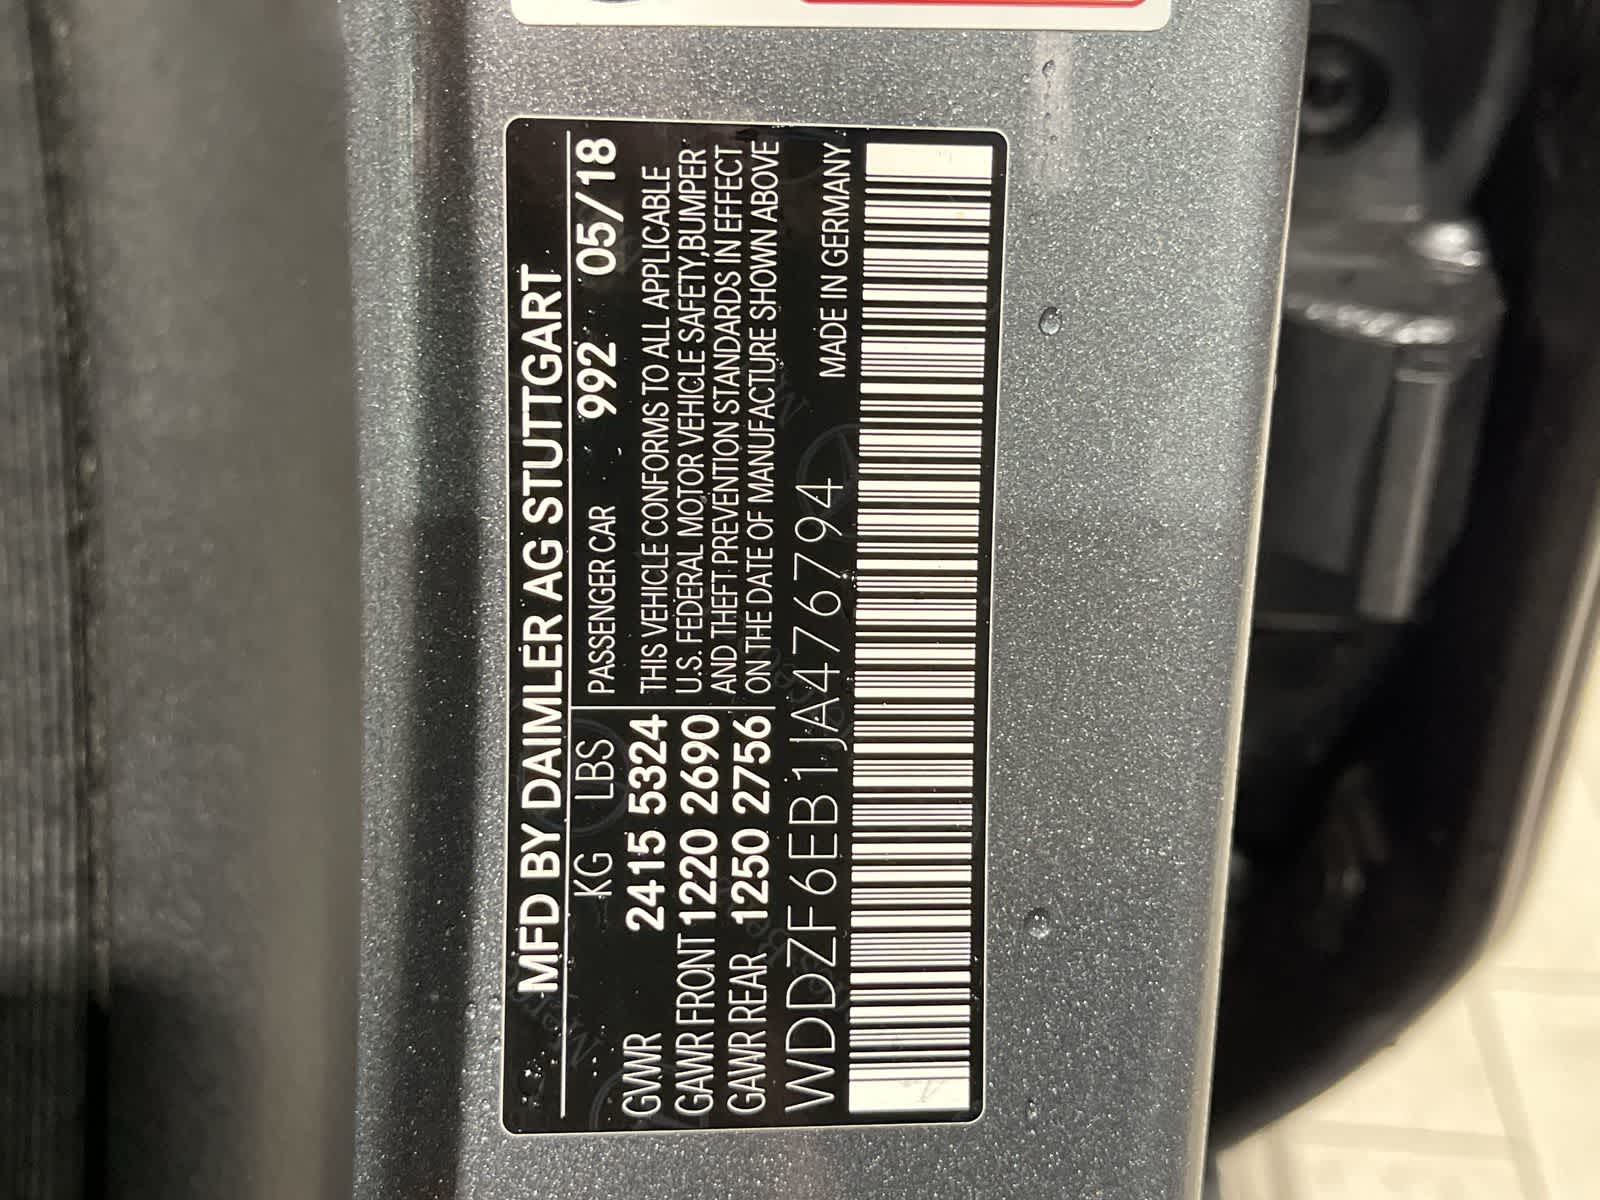 MFD BY DAIMLER AG STUTTGART
KG LBS
GVWR 2415 5324
GAWR FRONT 1220 2690
GAWR REAR 1250 2756
PASSENGER CAR 992 05/18
THIS VEHICLE CONFORMS TO ALL APPLICABLE
U.S. FEDERAL MOTOR VEHICLE SAFETY,BUMPER
AND THEFT PREVENTION STANDARDS IN EFFECT
ON THE DATE OF MANUFACTURE SHOWN ABOVE
MADE IN GERMANY
WDDZF6EB1JA476794